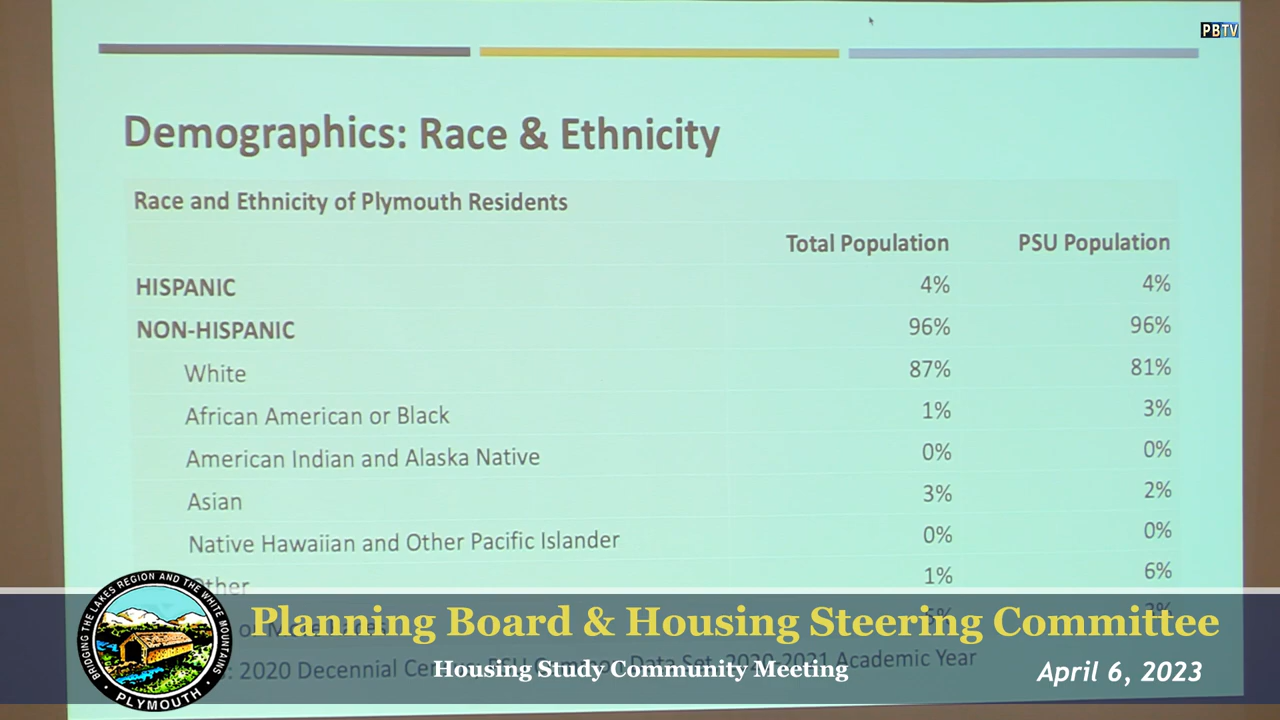 PBTV
Demographics: Race & Ethnicity
Race and Ethnicity of Plymouth Residents
Total Population PSU Population
HISPANIC 4% 4%
NON-HISPANIC 96% 96%
White 87% 81%
African American or Black 1% 3%
American Indian and Alaska Native 0% 0%
Asian 3% 2%
Native Hawaiian and Other Pacific Islander 0% 0%
Other 1% 6%
Planning Board & Housing Steering Committee
: 2020 Decennial 2020-2021 Academic Year
Housing Study Community Meeting
April 6, 2023
BRIDGING THE LAKES REGION AND THE WHITE MOUNTAINS
• PLYMOUTH •